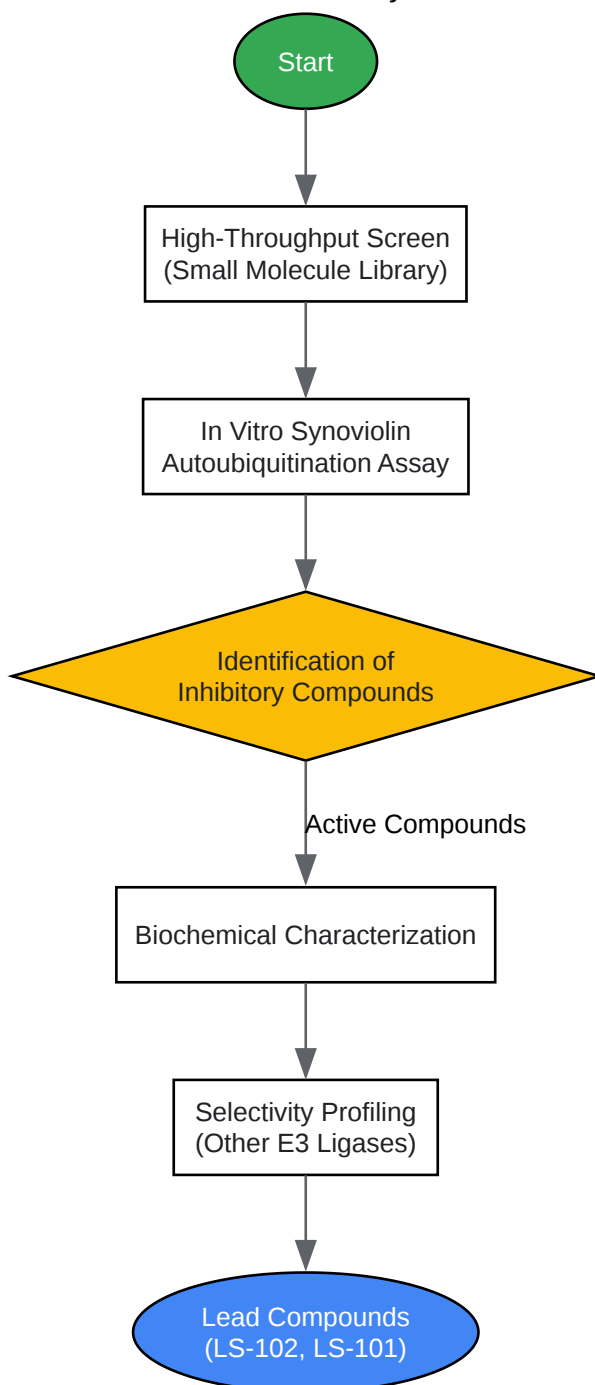 Start
High-Throughput Screen
(Small Molecule Library)
In Vitro Synoviolin
Autoubiquitination Assay
Identification of
Inhibitory Compounds
Active Compounds
Biochemical Characterization
Selectivity Profiling
(Other E3 Ligases)
Lead Compounds
(LS-102, LS-101)